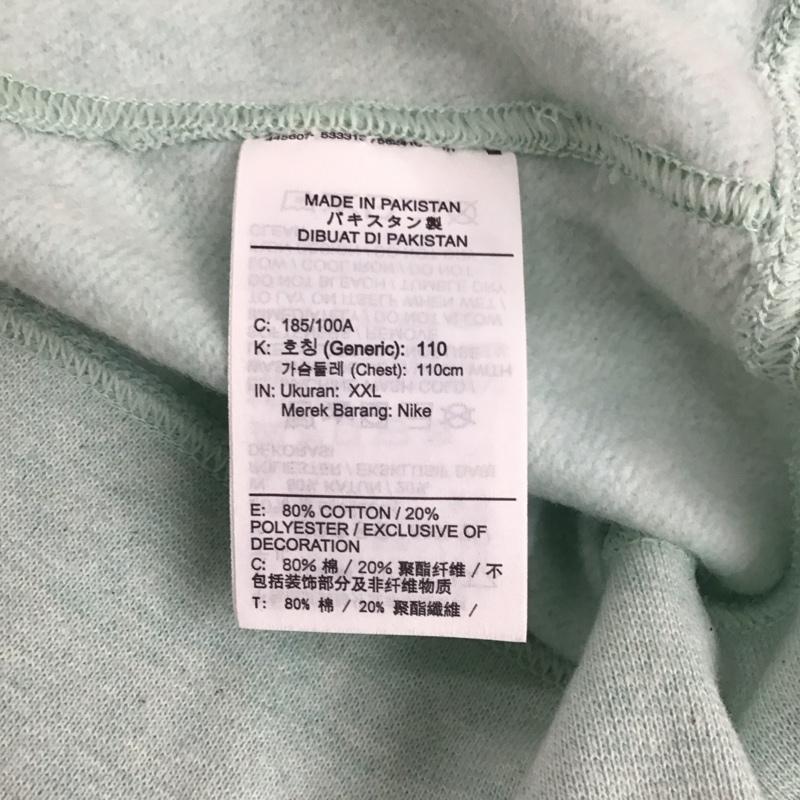 MADE IN PAKISTAN
パキスタン製
DIBUAT DI PAKISTAN
C: 185/100A
K: 호칭 (Generic): 110
가슴둘레 (Chest): 110cm
IN: Ukuran: XXL
Merek Barang: Nike
E: 80% COTTON / 20%
POLYESTER / EXCLUSIVE OF
DECORATION
C: 80% 棉 / 20% 聚酯纤维 / 不
包括装饰部分及非纤维物质
T: 80% 棉 / 20% 聚酯纖維 /